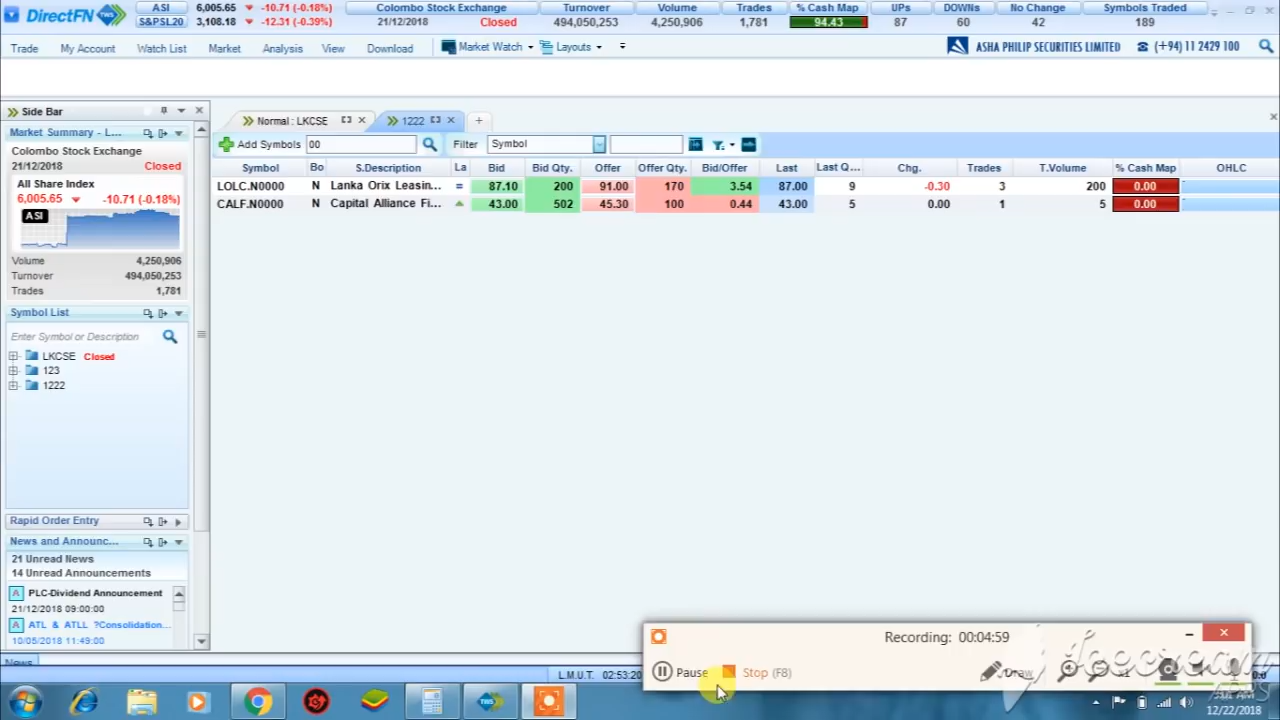 DirectFN TWS ASI 6,005.65 -10.71 (-0.18%) Colombo Stock Exchange Turnover Volume Trades % Cash Map UPs DOWNs No Change Symbols Traded
S&PSL20 3,108.18 -12.31 (-0.39%) 21/12/2018 Closed 494,050,253 4,250,906 1,781 94.43 87 60 42 189
Trade My Account Watch List Market Analysis View Download Market Watch Layouts ASHA PHILIP SECURITIES LIMITED (+94) 11 2429 100
Side Bar
Normal : LKCSE 1222 +
Market Summary - L...
Colombo Stock Exchange
21/12/2018 Closed
All Share Index
6,005.65 -10.71 (-0.18%)
ASI
Volume 4,250,906
Turnover 494,050,253
Trades 1,781
Symbol List
Enter Symbol or Description
LKCSE Closed
123
1222
Rapid Order Entry
News and Announc...
21 Unread News
14 Unread Announcements
A PLC-Dividend Announcement
21/12/2018 09:00:00
A ATL & ATLL ?Consolidation...
10/05/2018 11:49:00
News
Add Symbols 00 Filter Symbol
Symbol Bo S.Description La Bid Bid Qty. Offer Offer Qty. Bid/Offer Last Last Q... Chg. Trades T.Volume % Cash Map OHLC
LOLC.N0000 N Lanka Orix Leasin... = 87.10 200 91.00 170 3.54 87.00 9 -0.30 3 200 0.00
CALF.N0000 N Capital Alliance Fi... 43.00 502 45.30 100 0.44 43.00 5 0.00 1 5 0.00
Recording: 00:04:59
Pause Stop (F8) Draw
L.M.U.T. 02:53:20
12/22/2018